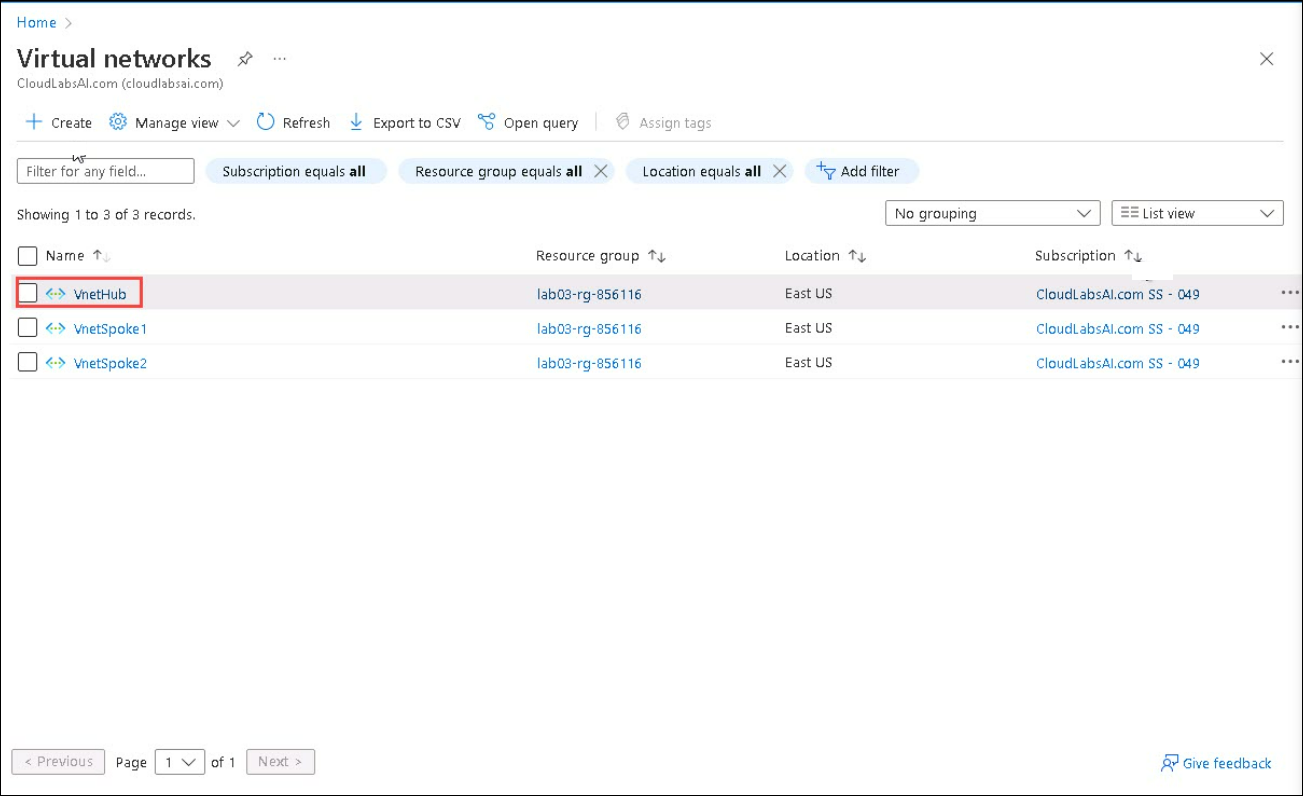 Home >
Virtual networks ...
CloudLabsAI.com (cloudlabsai.com)
+ Create Manage view Refresh Export to CSV Open query Assign tags
Filter for any field... Subscription equals all Resource group equals all Location equals all Add filter
Showing 1 to 3 of 3 records. No grouping List view
Name ↑↓ Resource group ↑↓ Location ↑↓ Subscription ↑↓
VnetHub lab03-rg-856116 East US CloudLabsAI.com SS - 049 ...
VnetSpoke1 lab03-rg-856116 East US CloudLabsAI.com SS - 049 ...
VnetSpoke2 lab03-rg-856116 East US CloudLabsAI.com SS - 049 ...
< Previous Page 1 of 1 Next > Give feedback